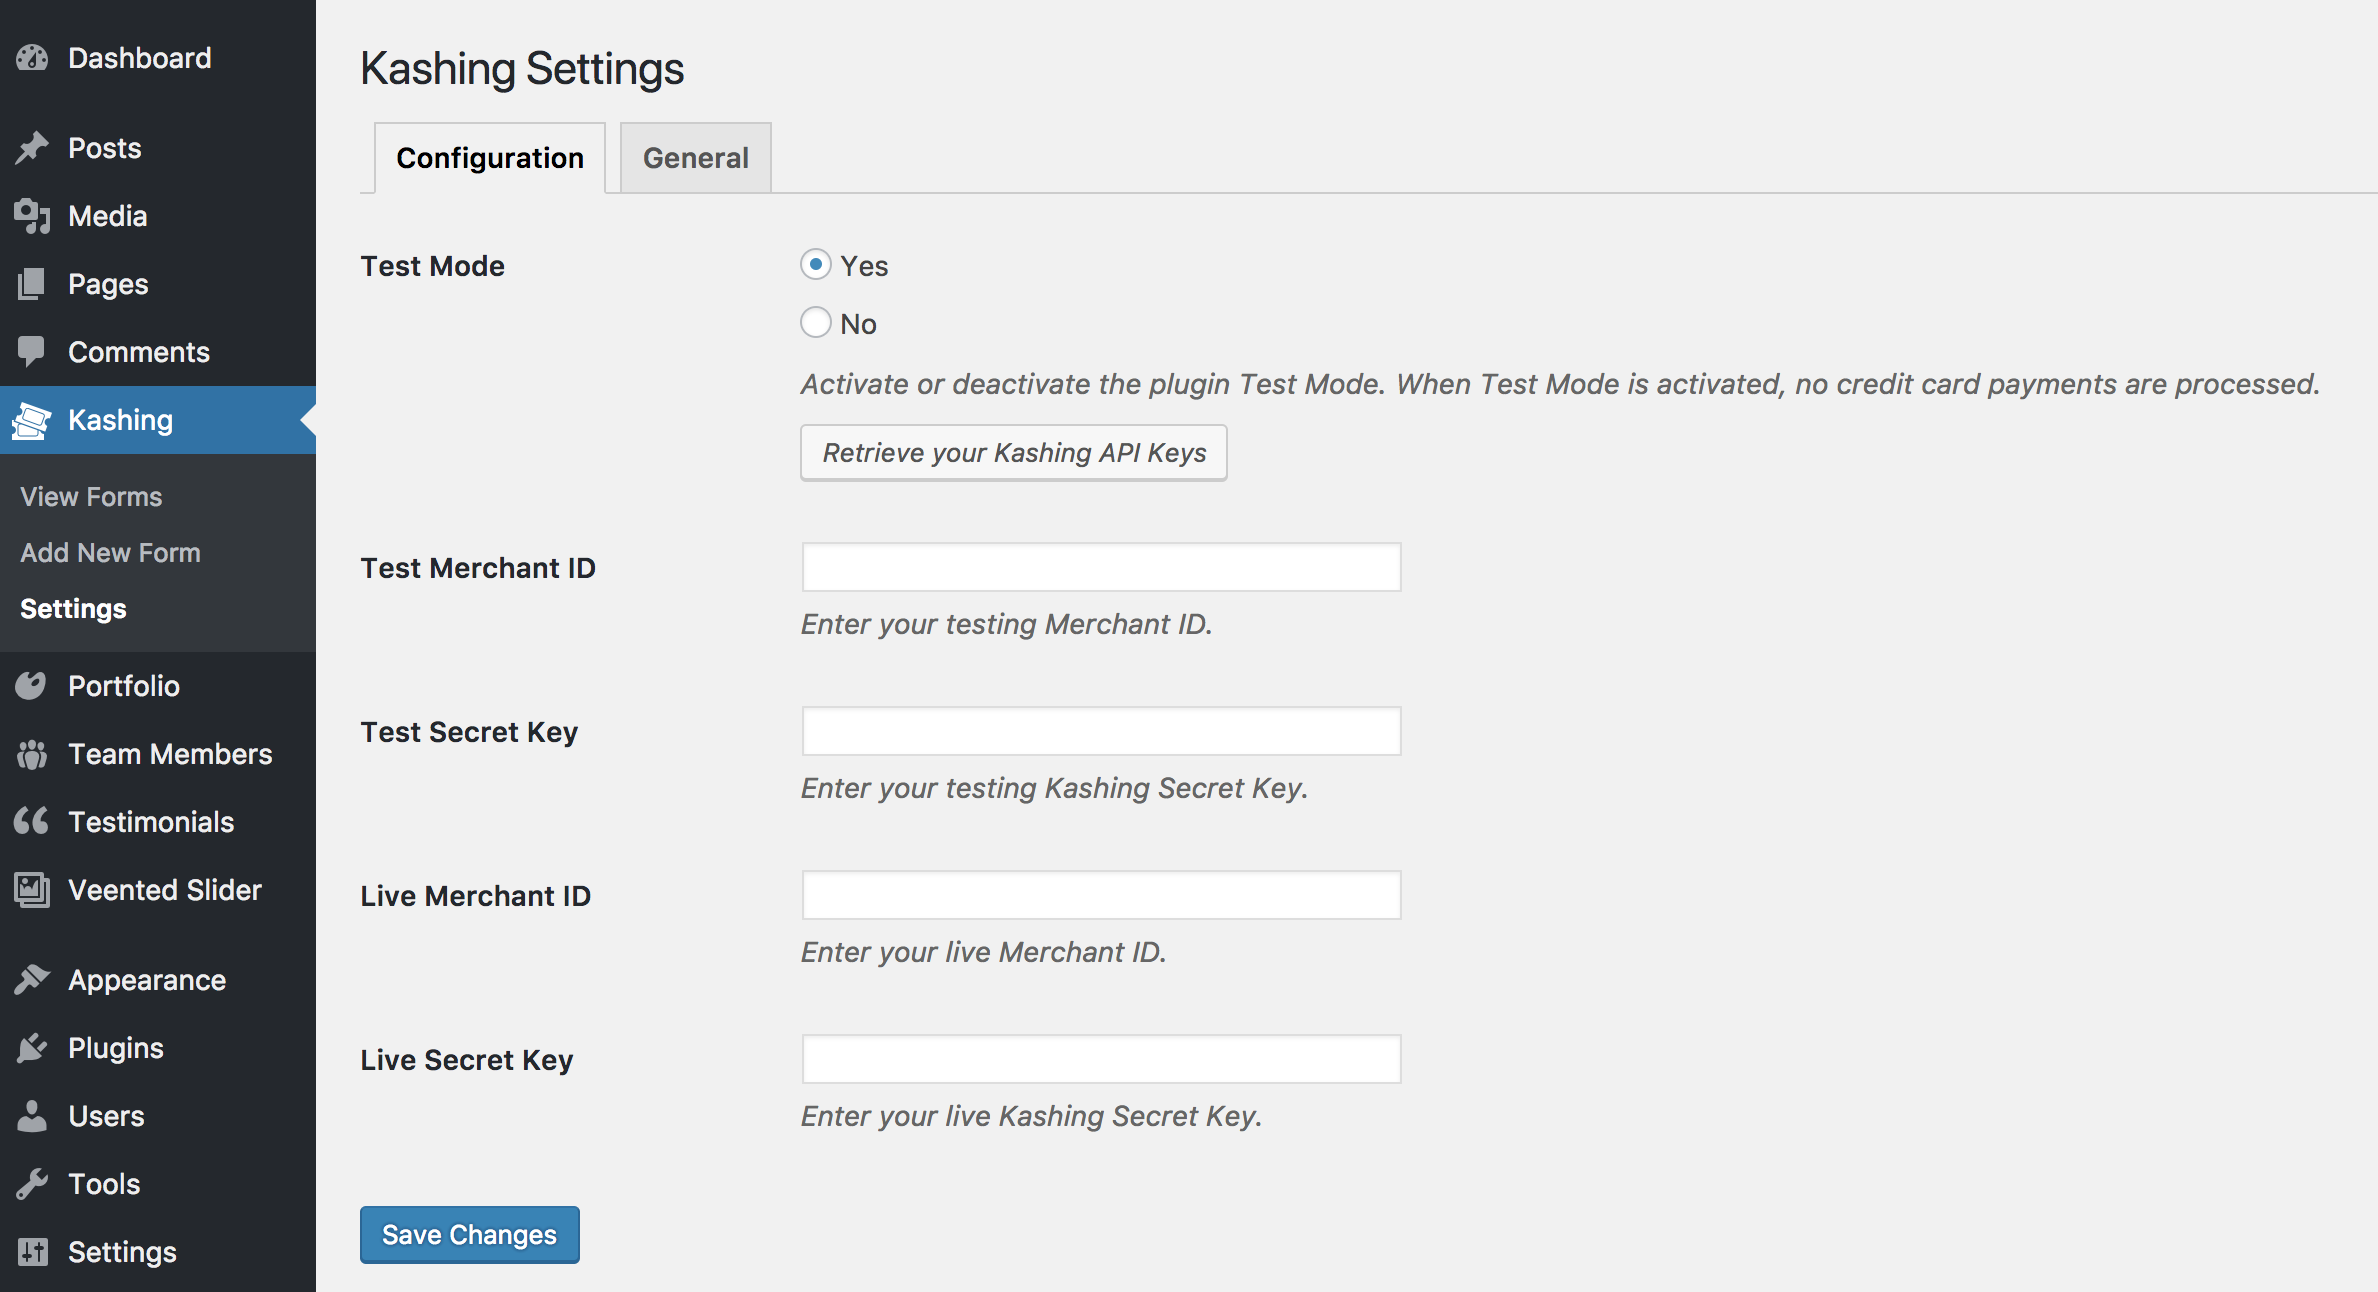 Dashboard
Posts
Media
Pages
Comments
Kashing
View Forms
Add New Form
Settings
Portfolio
Team Members
Testimonials
Veented Slider
Appearance
Plugins
Users
Tools
Settings
Kashing Settings
Configuration General
Test Mode
Yes
No
Activate or deactivate the plugin Test Mode. When Test Mode is activated, no credit card payments are processed.
Retrieve your Kashing API Keys
Test Merchant ID
Enter your testing Merchant ID.
Test Secret Key
Enter your testing Kashing Secret Key.
Live Merchant ID
Enter your live Merchant ID.
Live Secret Key
Enter your live Kashing Secret Key.
Save Changes